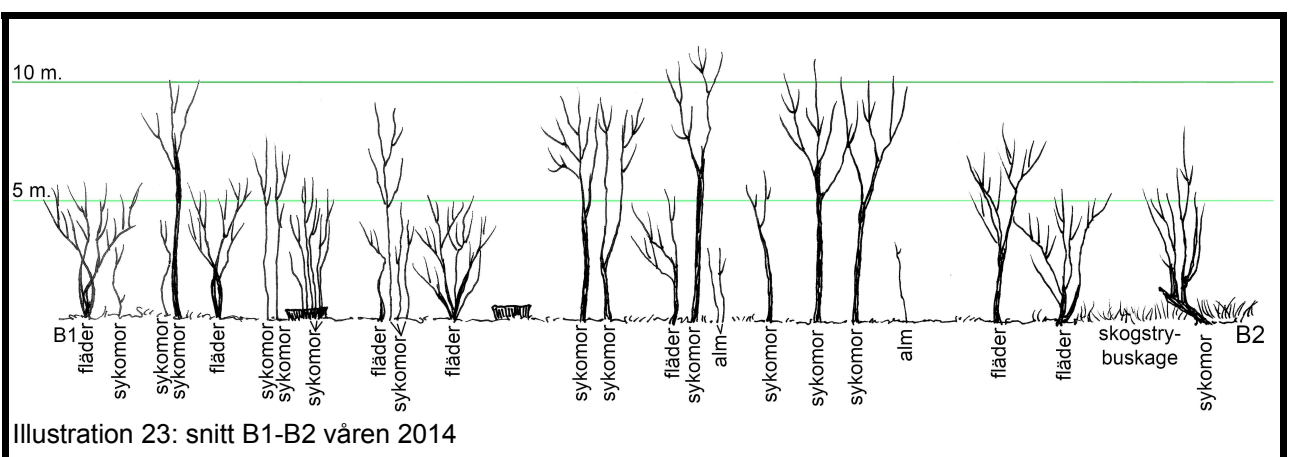 10 m.
5 m.
B1
fläder
sykomor
sykomor
sykomor
fläder
sykomor
sykomor
sykomor
fläder
sykomor
fläder
sykomor
sykomor
fläder
sykomor
alm
sykomor
sykomor
sykomor
alm
fläder
fläder
skogstry-
buskage
sykomor
B2
Illustration 23: snitt B1-B2 våren 2014